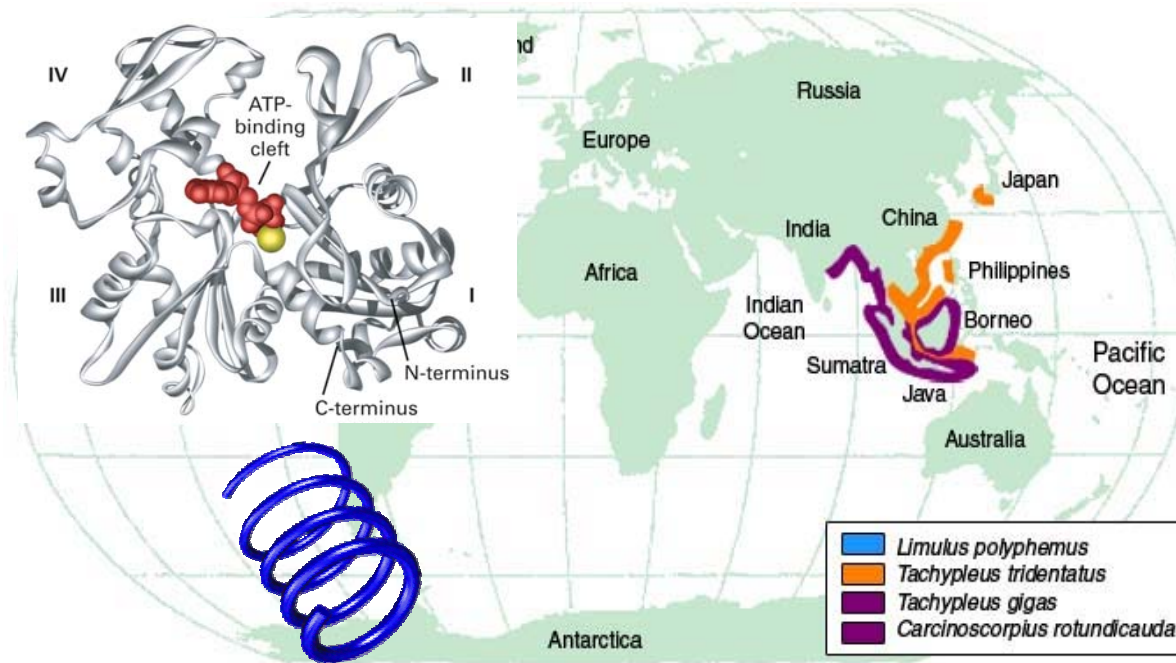 IV
II
ATP-
binding
cleft
III
I
N-terminus
C-terminus
nd
Russia
Europe
Japan
China
India
Philippines
Africa
Indian
Ocean
Borneo
Sumatra
Pacific
Ocean
Java
Australia
Antarctica
Limulus polyphemus
Tachypleus tridentatus
Tachypleus gigas
Carcinoscorpius rotundicauda